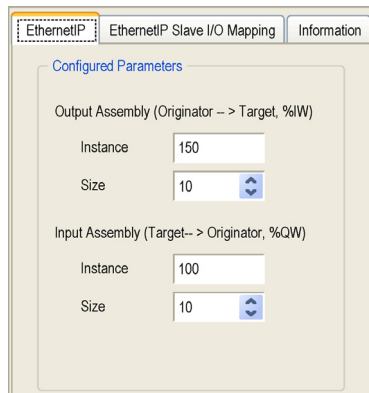 EthernetIP EthernetIP Slave I/O Mapping Information
Configured Parameters
Output Assembly (Originator -- > Target, %IW)
Instance 150
Size 10
Input Assembly (Target-- > Originator, %QW)
Instance 100
Size 10